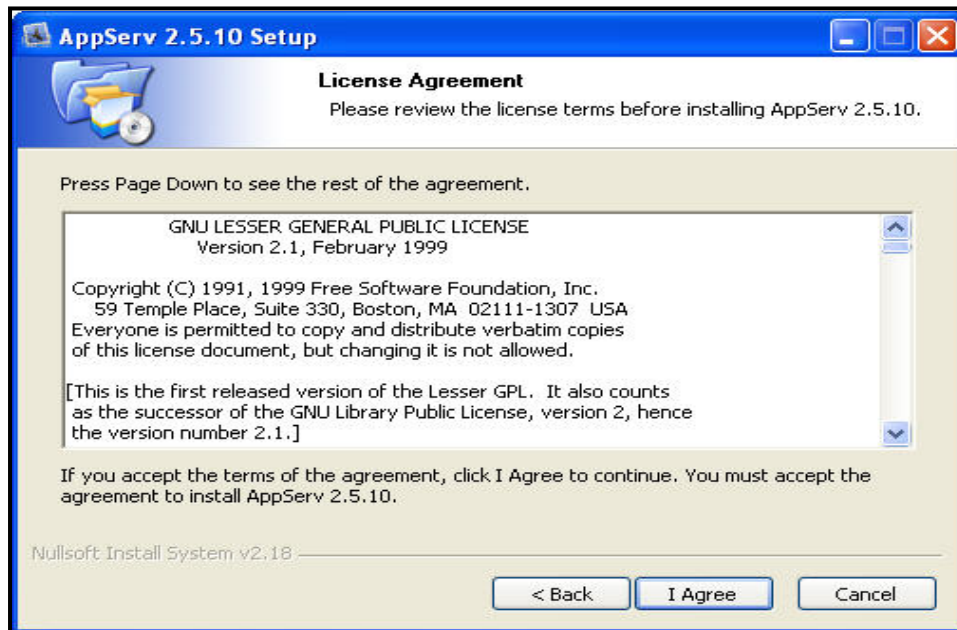 AppServ 2.5.10 Setup
License Agreement
Please review the license terms before installing AppServ 2.5.10.
Press Page Down to see the rest of the agreement.
GNU LESSER GENERAL PUBLIC LICENSE
Version 2.1, February 1999
Copyright (C) 1991, 1999 Free Software Foundation, Inc.
59 Temple Place, Suite 330, Boston, MA  02111-1307  USA
Everyone is permitted to copy and distribute verbatim copies
of this license document, but changing it is not allowed.
[This is the first released version of the Lesser GPL.  It also counts
as the successor of the GNU Library Public License, version 2, hence
the version number 2.1.]
If you accept the terms of the agreement, click I Agree to continue. You must accept the
agreement to install AppServ 2.5.10.
Nullsoft Install System v2.18
< Back I Agree Cancel